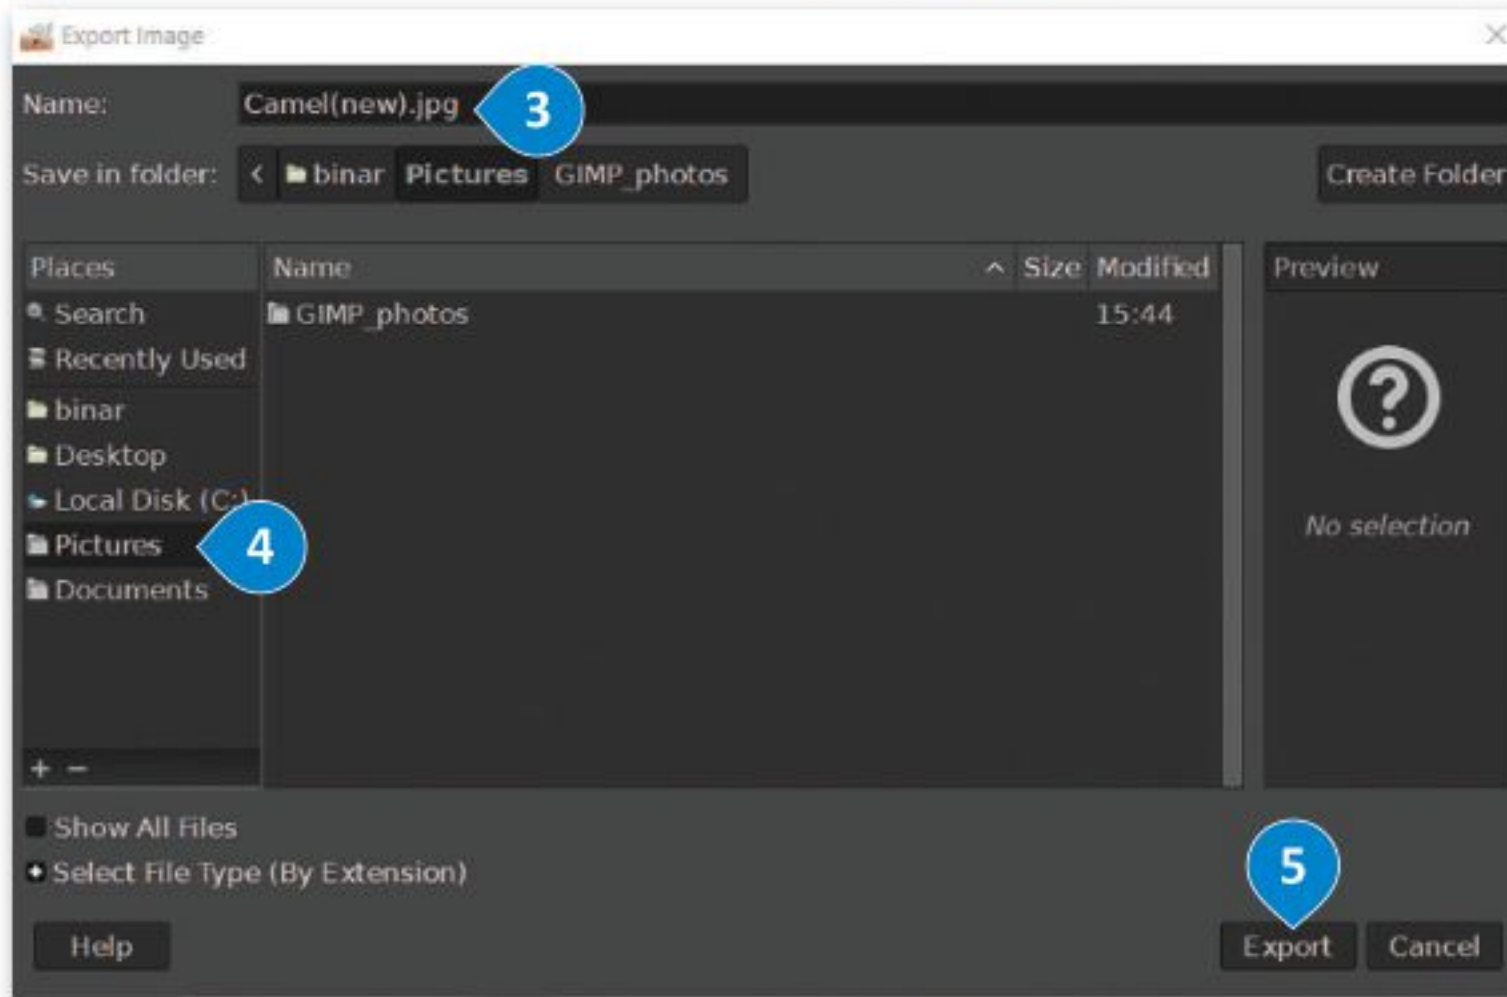 Export Image
Name: Camel(new).jpg 3
Save in folder: < binar Pictures GIMP_photos Create Folder
Places Name Size Modified Preview
Search GIMP_photos 15:44
Recently Used
binar
Desktop
Local Disk (C:)
Pictures 4
No selection
Documents
+ −
Show All Files
Select File Type (By Extension)
5
Help Export Cancel